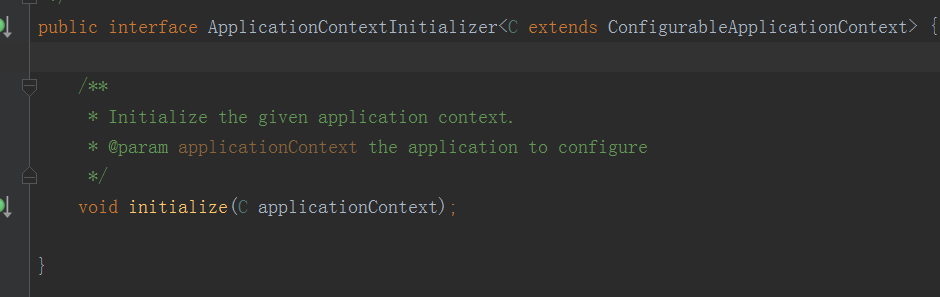 public interface ApplicationContextInitializer<C extends ConfigurableApplicationContext> {
/**
* Initialize the given application context.
* @param applicationContext the application to configure
*/
void initialize(C applicationContext);
}